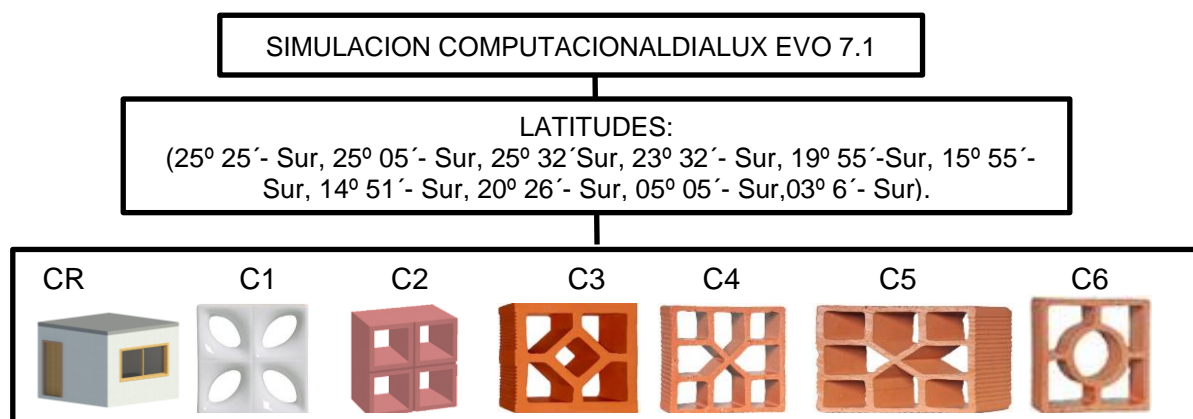 SIMULACION COMPUTACIONALDIALUX EVO 7.1
LATITUDES:
(25º 25´- Sur, 25º 05´- Sur, 25º 32´Sur, 23º 32´- Sur, 19º 55´-Sur, 15º 55´-
Sur, 14º 51´- Sur, 20º 26´- Sur, 05º 05´- Sur,03º 6´- Sur).
CR C1 C2 C3 C4 C5 C6